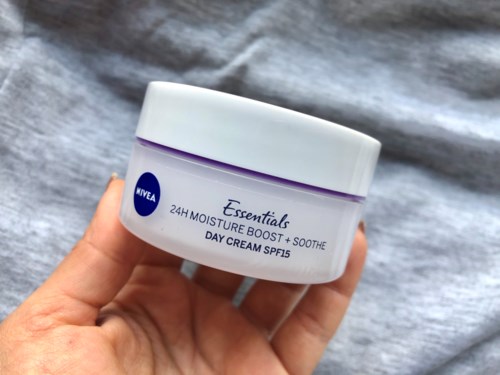 NIVEA
Essentials
24H MOISTURE BOOST + SOOTHE
DAY CREAM SPF15